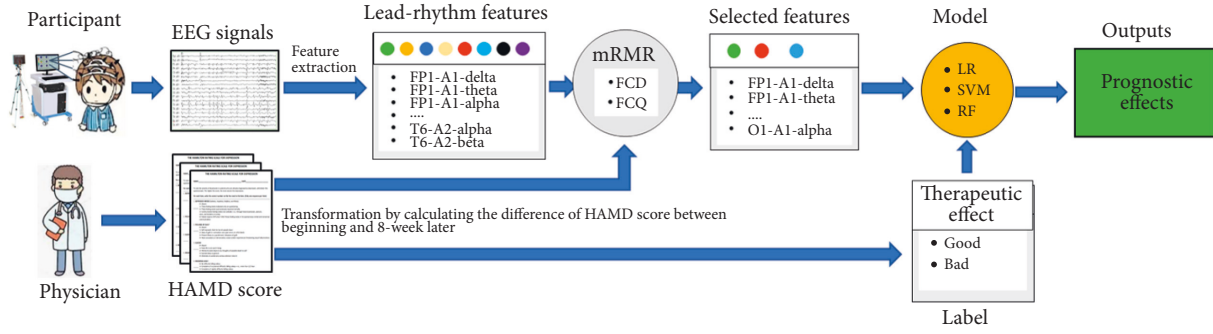 Participant
EEG signals
Feature
extraction
Lead-rhythm features
• FP1-A1-delta
• FP1-A1-theta
• FP1-A1-alpha
• ....
• T6-A2-alpha
• T6-A2-beta
mRMR
• FCD
• FCQ
Selected features
• FP1-A1-delta
• FP1-A1-theta
• ....
• O1-A1-alpha
Model
• LR
• SVM
• RF
Outputs
Prognostic
effects
Physician
HAMD score
Transformation by calculating the difference of HAMD score between
beginning and 8-week later
Therapeutic
effect
• Good
• Bad
Label